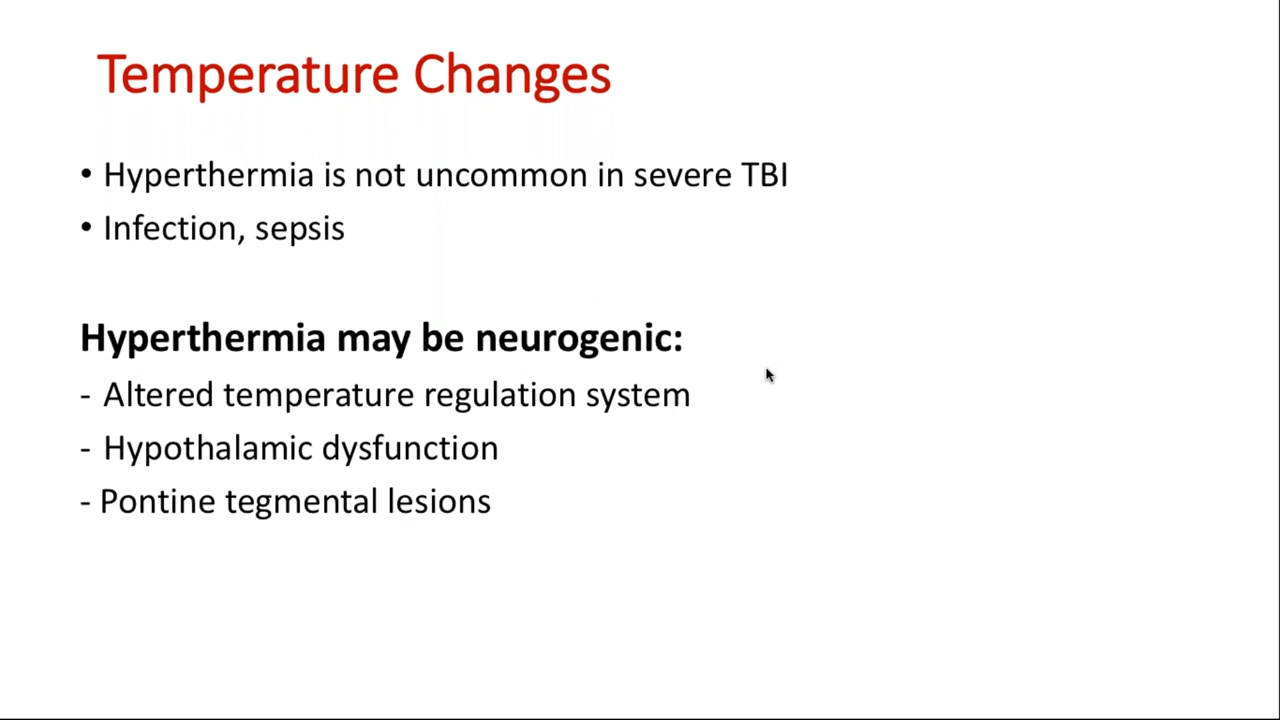 Temperature Changes
• Hyperthermia is not uncommon in severe TBI
• Infection, sepsis
Hyperthermia may be neurogenic:
- Altered temperature regulation system
- Hypothalamic dysfunction
- Pontine tegmental lesions